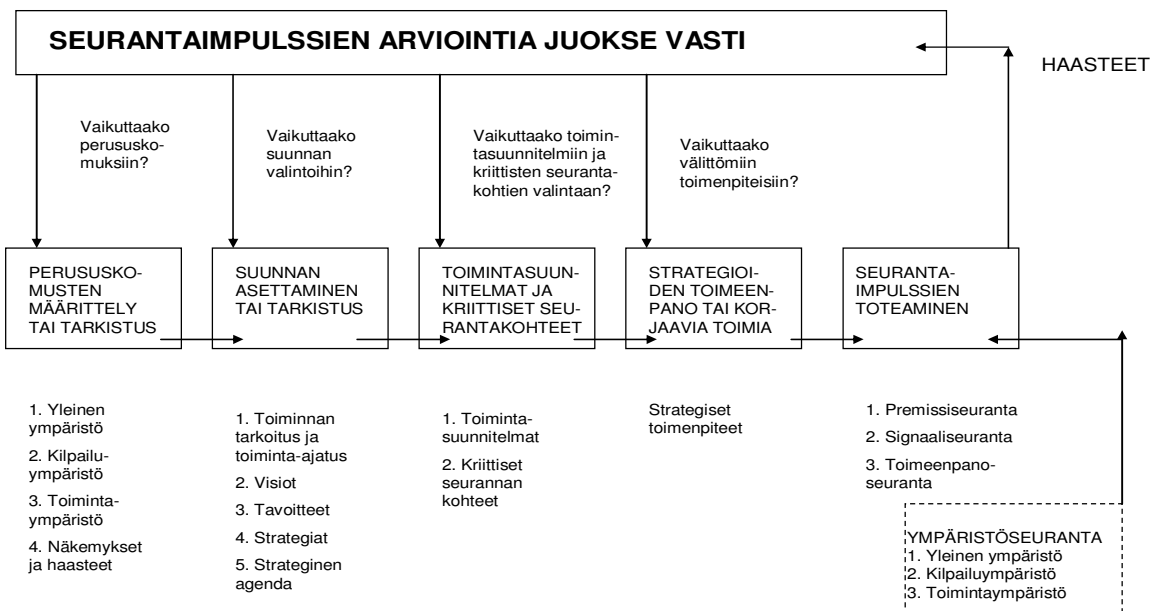 SEURANTAIMPULSSIEN ARVIOINTIA JUOKSE VASTI
HAASTEET
Vaikuttaako
perususko-
muksiin?
Vaikuttaako
suunnan
valintoihin?
Vaikuttaako toimin-
tasuunnitelmiin ja
kriittisten seuranta-
kohtien valintaan?
Vaikuttaako
välittömiin
toimenpiteisiin?
PERUSUSKO-
MUSTEN
MÄÄRITTELY
TAI TARKISTUS
SUUNNAN
ASETTAMINEN
TAI TARKISTUS
TOIMINTASUUN-
NITELMAT JA
KRIITTISET SEU-
RANTAKOHTEET
STRATEGIOI-
DEN TOIMEEN-
PANO TAI KOR-
JAAVIA TOIMIA
SEURANTA-
IMPULSSIEN
TOTEAMINEN
1. Yleinen
ympäristö
2. Kilpailu-
ympäristö
3. Toiminta-
ympäristö
4. Näkemykset
ja haasteet
1. Toiminnan
tarkoitus ja
toiminta-ajatus
2. Visiot
3. Tavoitteet
4. Strategiat
5. Strateginen
agenda
1. Toiminta-
suunnitelmat
2. Kriittiset
seurannan
kohteet
Strategiset
toimenpiteet
1. Premissiseuranta
2. Signaaliseuranta
3. Toimeenpano-
seuranta
YMPÄRISTÖSEURANTA
1. Yleinen ympäristö
2. Kilpailuympäristö
3. Toimintaympäristö